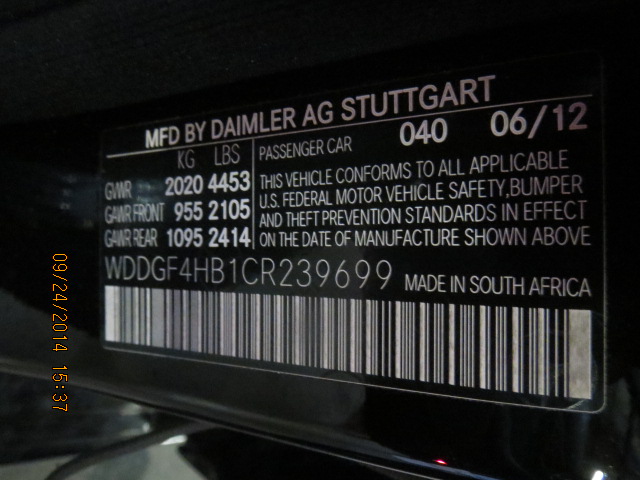 MFD BY DAIMLER AG STUTTGART
KG LBS
GVWR 2020 4453
GAWR FRONT 955 2105
GAWR REAR 1095 2414
PASSENGER CAR 040 06/12
THIS VEHICLE CONFORMS TO ALL APPLICABLE
U.S. FEDERAL MOTOR VEHICLE SAFETY, BUMPER
AND THEFT PREVENTION STANDARDS IN EFFECT
ON THE DATE OF MANUFACTURE SHOWN ABOVE
WDDGF4HB1CR239699 MADE IN SOUTH AFRICA
09/24/2014 15:37